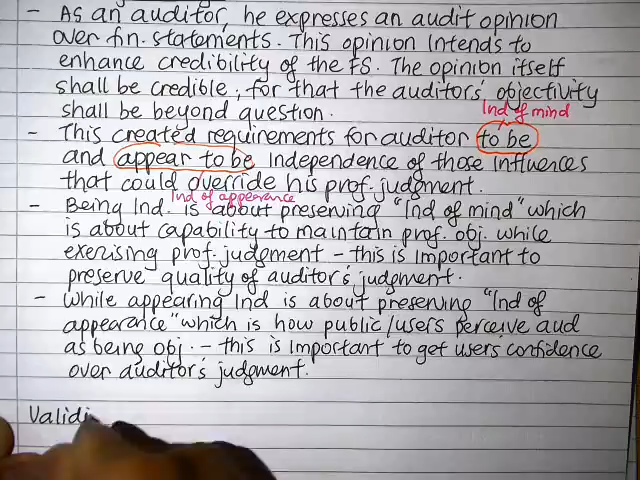 - As an auditor, he expresses an audit opinion
over fin. statements. This opinion intends to
enhance credibility of the FS. The opinion itself
shall be credible, for that the auditors' objectivity
shall be beyond question.
Ind of mind
- This created requirements for auditor to be
and appear to be independence of those influences
that could override his prof. judgment.
Ind of appearance
- Being Ind. is about preserving "Ind of mind" which
is about capability to maintain prof. obj. while
exerising prof. judgment - this is important to
preserve quality of auditor's judgment.
- While appearing Ind is about preserving "Ind of
appearance" which is how public/users perceive aud
as being obj. - this is important to get users' confidence
over auditor's judgment.
Validi